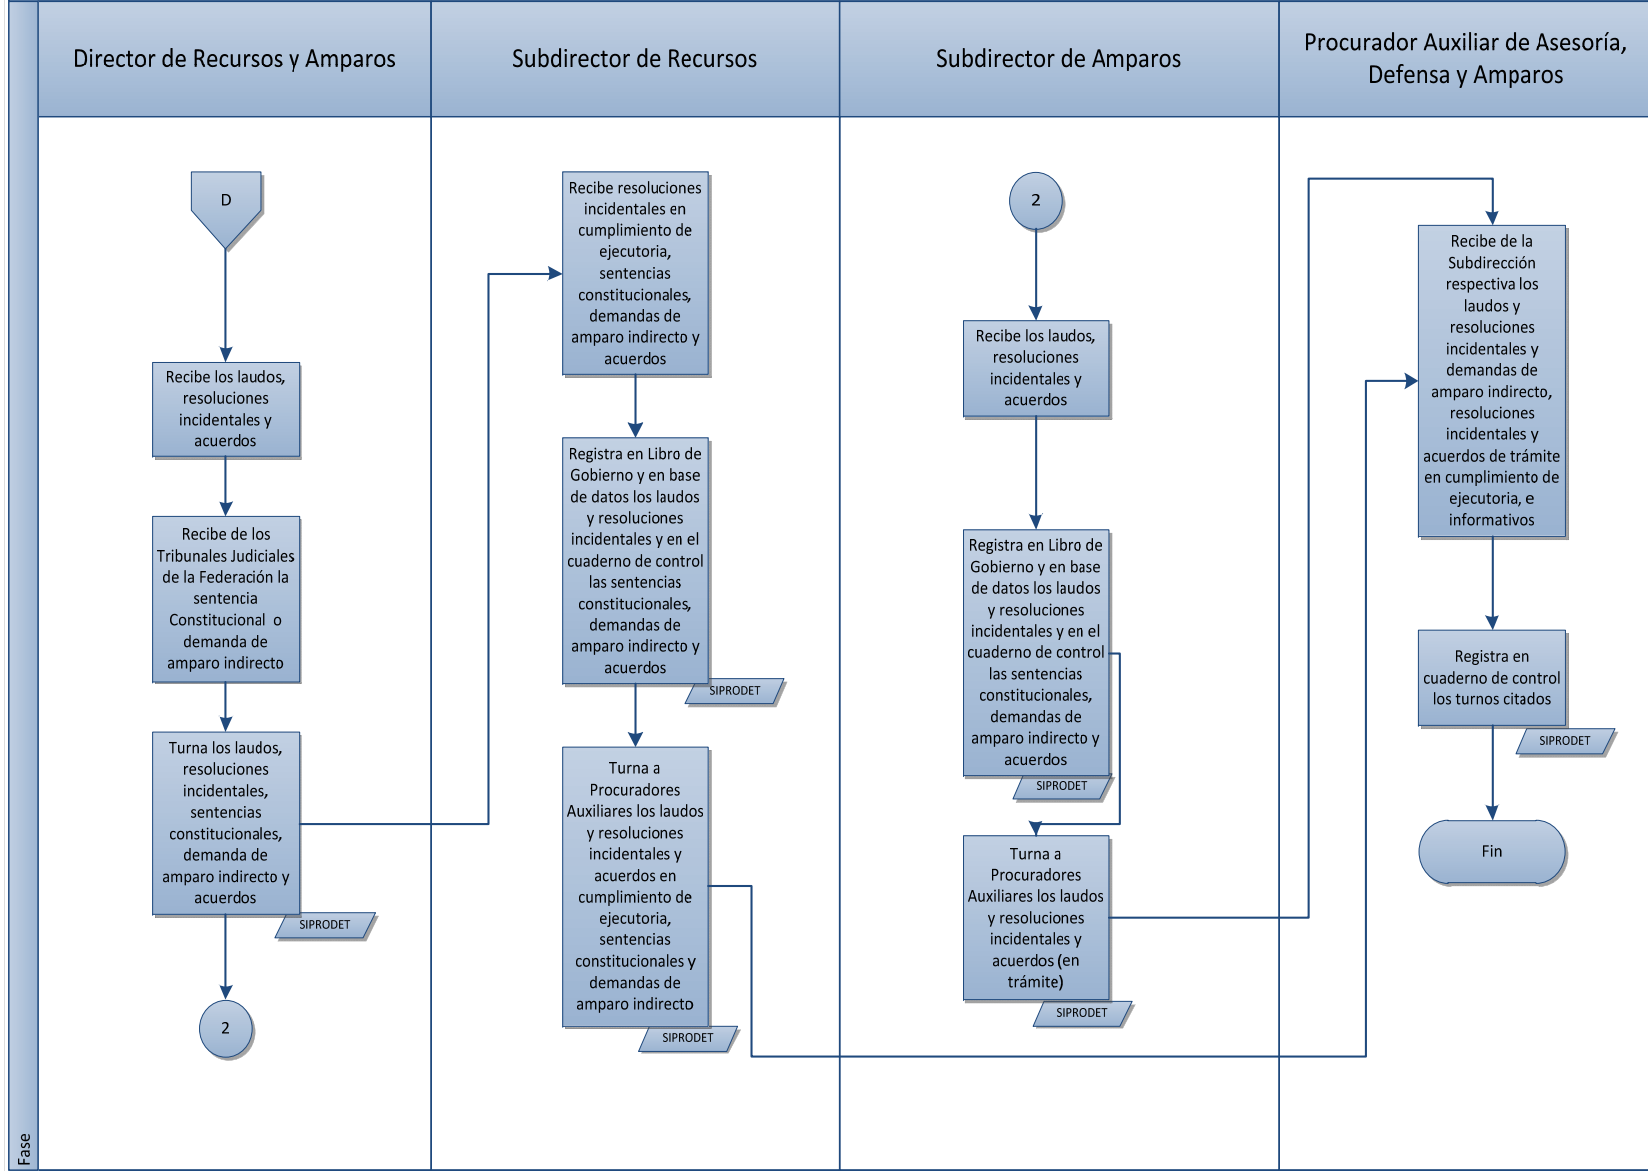 Director de Recursos y Amparos
Subdirector de Recursos
Subdirector de Amparos
Procurador Auxiliar de Asesoría,
Defensa y Amparos
Fase
D
Recibe los laudos,
resoluciones
incidentales y
acuerdos
Recibe de los
Tribunales Judiciales
de la Federación la
sentencia
Constitucional o
demanda de
amparo indirecto
Turna los laudos,
resoluciones
incidentales,
sentencias
constitucionales,
demanda de
amparo indirecto y
acuerdos
SIPRODET
2
Recibe resoluciones
incidentales en
cumplimiento de
ejecutoria,
sentencias
constitucionales,
demandas de
amparo indirecto y
acuerdos
Registra en Libro de
Gobierno y en base
de datos los laudos
y resoluciones
incidentales y en el
cuaderno de control
las sentencias
constitucionales,
demandas de
amparo indirecto y
acuerdos
SIPRODET
Turna a
Procuradores
Auxiliares los laudos
y resoluciones
incidentales y
acuerdos en
cumplimiento de
ejecutoria,
sentencias
constitucionales y
demandas de
amparo indirecto
SIPRODET
2
Recibe los laudos,
resoluciones
incidentales y
acuerdos
Registra en Libro de
Gobierno y en base
de datos los laudos
y resoluciones
incidentales y en el
cuaderno de control
las sentencias
constitucionales,
demandas de
amparo indirecto y
acuerdos
SIPRODET
Turna a
Procuradores
Auxiliares los laudos
y resoluciones
incidentales y
acuerdos (en
trámite)
SIPRODET
Recibe de la
Subdirección
respectiva los
laudos y
resoluciones
incidentales y
demandas de
amparo indirecto,
resoluciones
incidentales y
acuerdos de trámite
en cumplimiento de
ejecutoria, e
informativos
Registra en
cuaderno de control
los turnos citados
SIPRODET
Fin